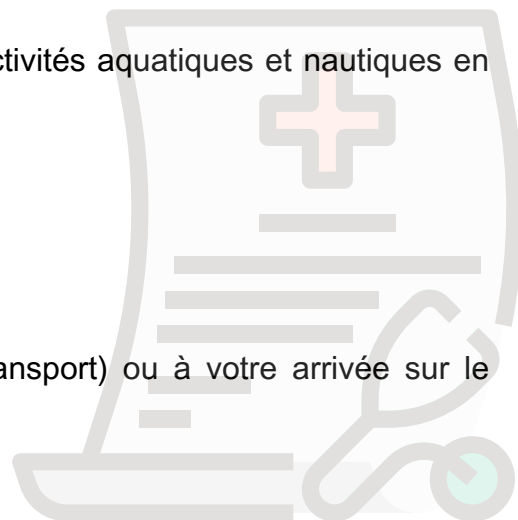 ctivités aquatiques et nautiques en
ansport) ou à votre arrivée sur le